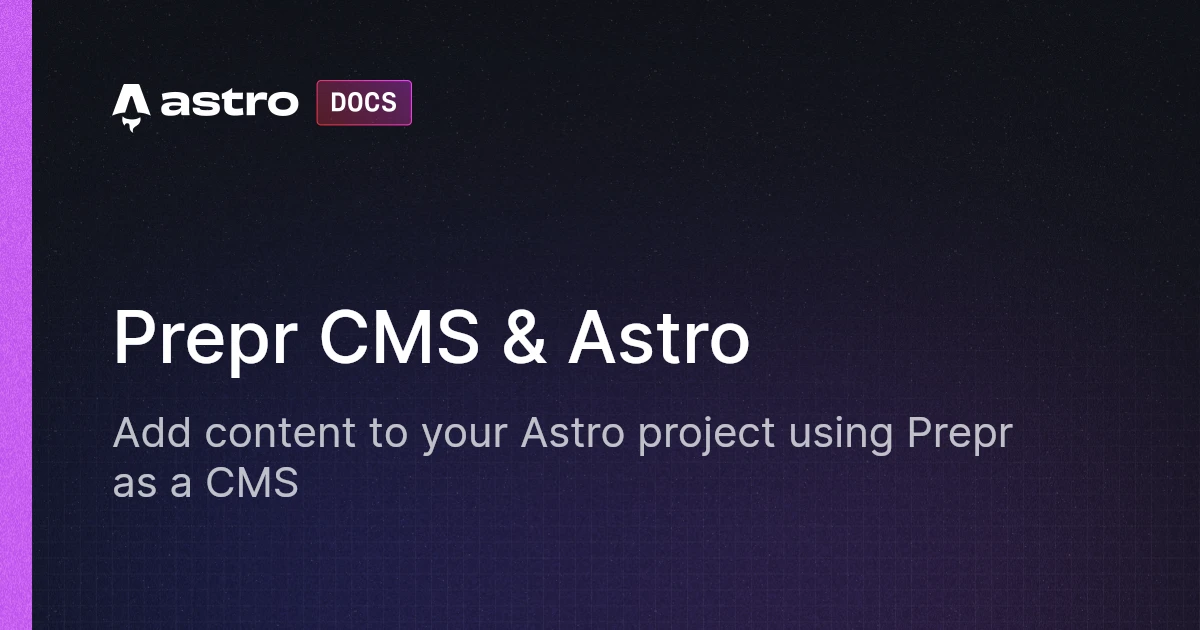 astro DOCS
Prepr CMS & Astro
Add content to your Astro project using Prepr
as a CMS